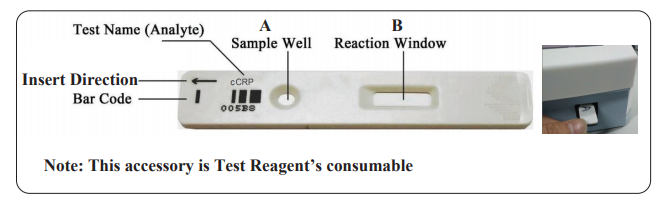 Test Name (Analyte)
A
Sample Well
B
Reaction Window
Insert Direction
cCRP
Bar Code
005B8
Note: This accessory is Test Reagent's consumable